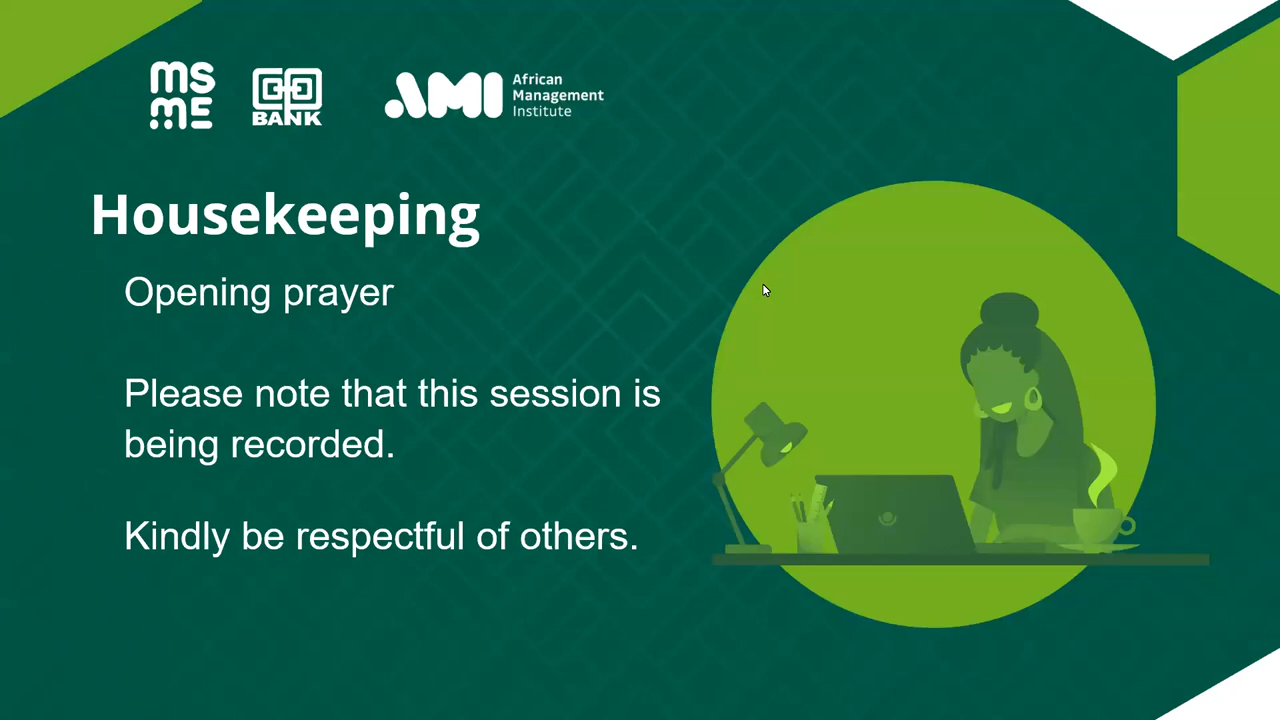 MS
ME
BANK
AMI
African
Management
Institute
Housekeeping
Opening prayer
Please note that this session is
being recorded.
Kindly be respectful of others.